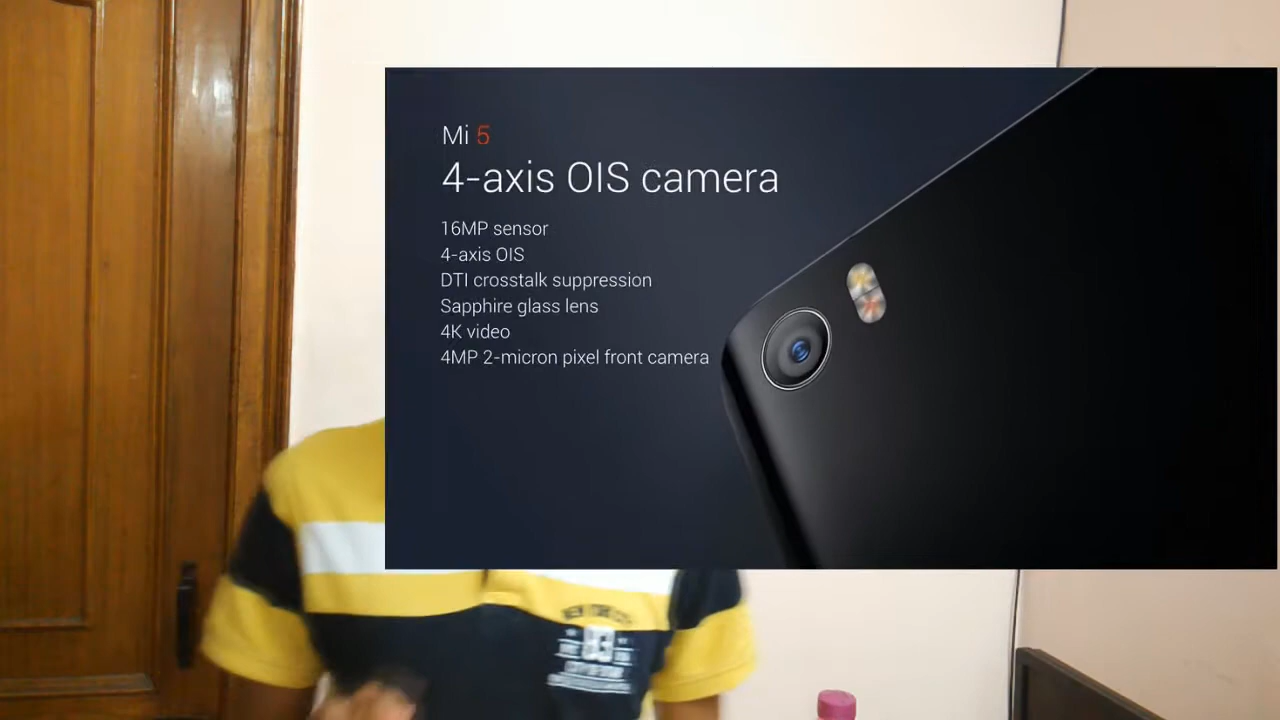 Mi 5
4-axis OIS camera
16MP sensor
4-axis OIS
DTI crosstalk suppression
Sapphire glass lens
4K video
4MP 2-micron pixel front camera